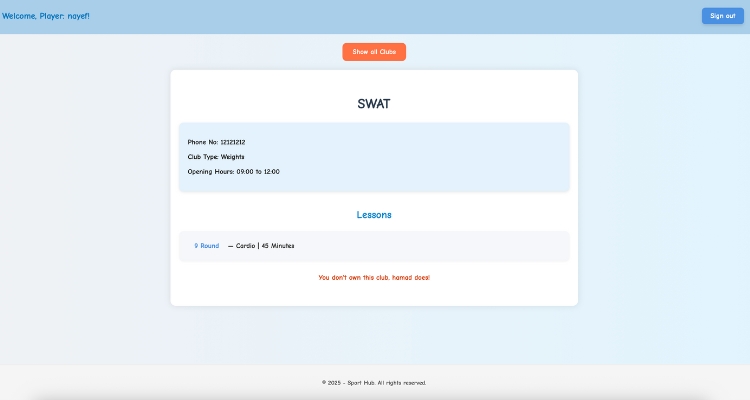 Welcome, Player: nayef!
Sign out
Show all Clubs
SWAT
Phone No: 12121212
Club Type: Weights
Opening Hours: 09:00 to 12:00
Lessons
9 Round — Cardio | 45 Minutes
You don't own this club, hamad does!
© 2025 - Sport Hub. All rights reserved.